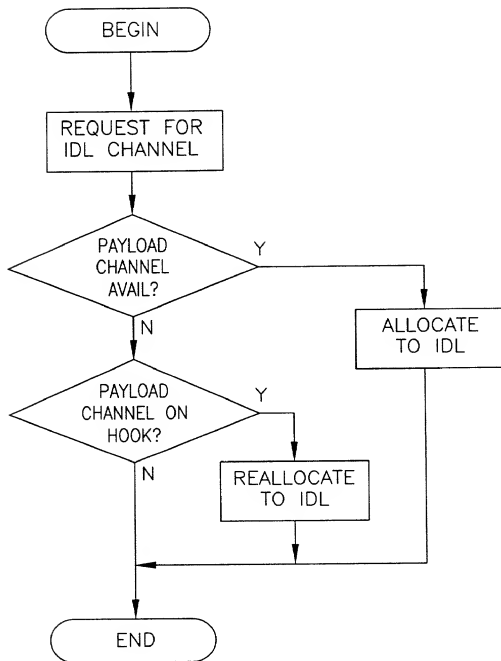 BEGIN
REQUEST FOR
IDL CHANNEL
PAYLOAD
CHANNEL
AVAIL?
Y
N
ALLOCATE
TO IDL
PAYLOAD
CHANNEL ON
HOOK?
Y
N
REALLOCATE
TO IDL
END